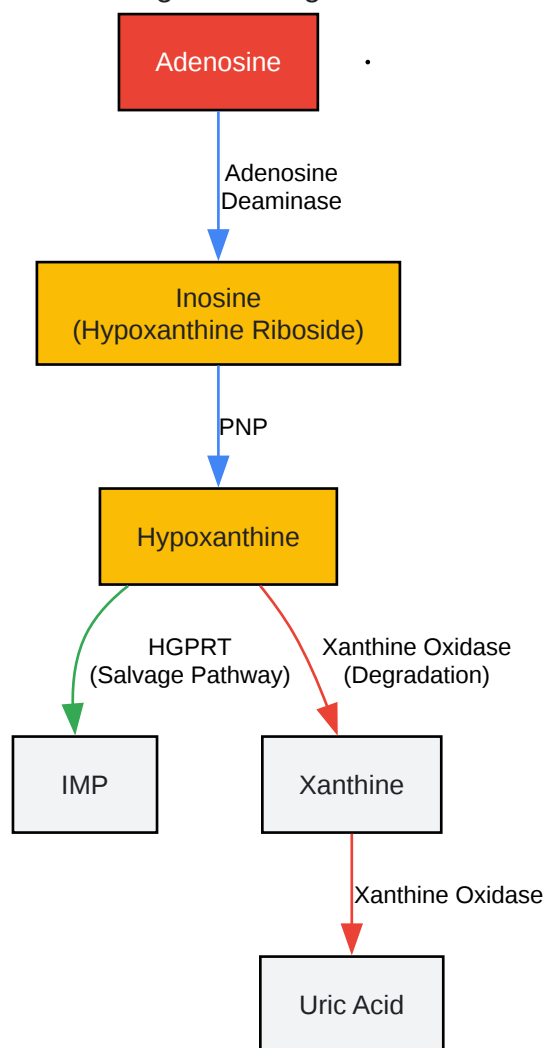 Adenosine
Adenosine
Deaminase
Inosine
(Hypoxanthine Riboside)
PNP
Hypoxanthine
HGPRT
(Salvage Pathway)
Xanthine Oxidase
(Degradation)
IMP
Xanthine
Xanthine Oxidase
Uric Acid